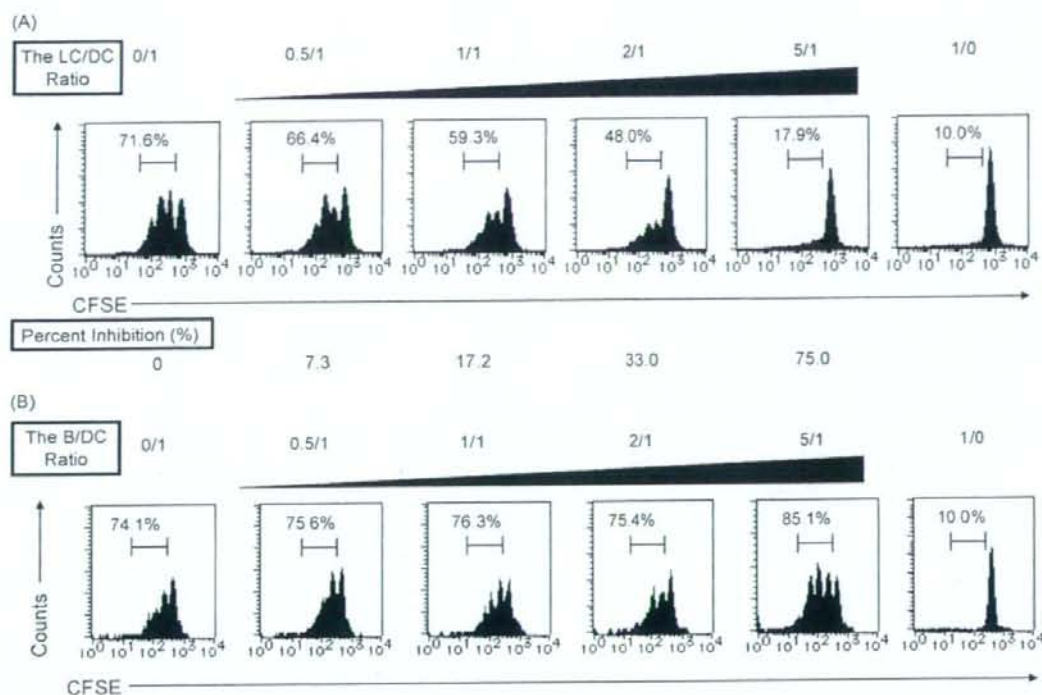 (A)
The LC/DC Ratio 0/1 0.5/1 1/1 2/1 5/1 1/0
71.6% 66.4% 59.3% 48.0% 17.9% 10.0%
Counts
10⁰ 10¹ 10² 10³ 10⁴ 10⁰ 10¹ 10² 10³ 10⁴ 10⁰ 10¹ 10² 10³ 10⁴ 10⁰ 10¹ 10² 10³ 10⁴ 10⁰ 10¹ 10² 10³ 10⁴ 10⁰ 10¹ 10² 10³ 10⁴
CFSE
Percent Inhibition (%)
0 7.3 17.2 33.0 75.0
(B)
The B/DC Ratio 0/1 0.5/1 1/1 2/1 5/1 1/0
74.1% 75.6% 76.3% 75.4% 85.1% 10.0%
Counts
10⁰ 10¹ 10² 10³ 10⁴ 10⁰ 10¹ 10² 10³ 10⁴ 10⁰ 10¹ 10² 10³ 10⁴ 10⁰ 10¹ 10² 10³ 10⁴ 10⁰ 10¹ 10² 10³ 10⁴ 10⁰ 10¹ 10² 10³ 10⁴
CFSE